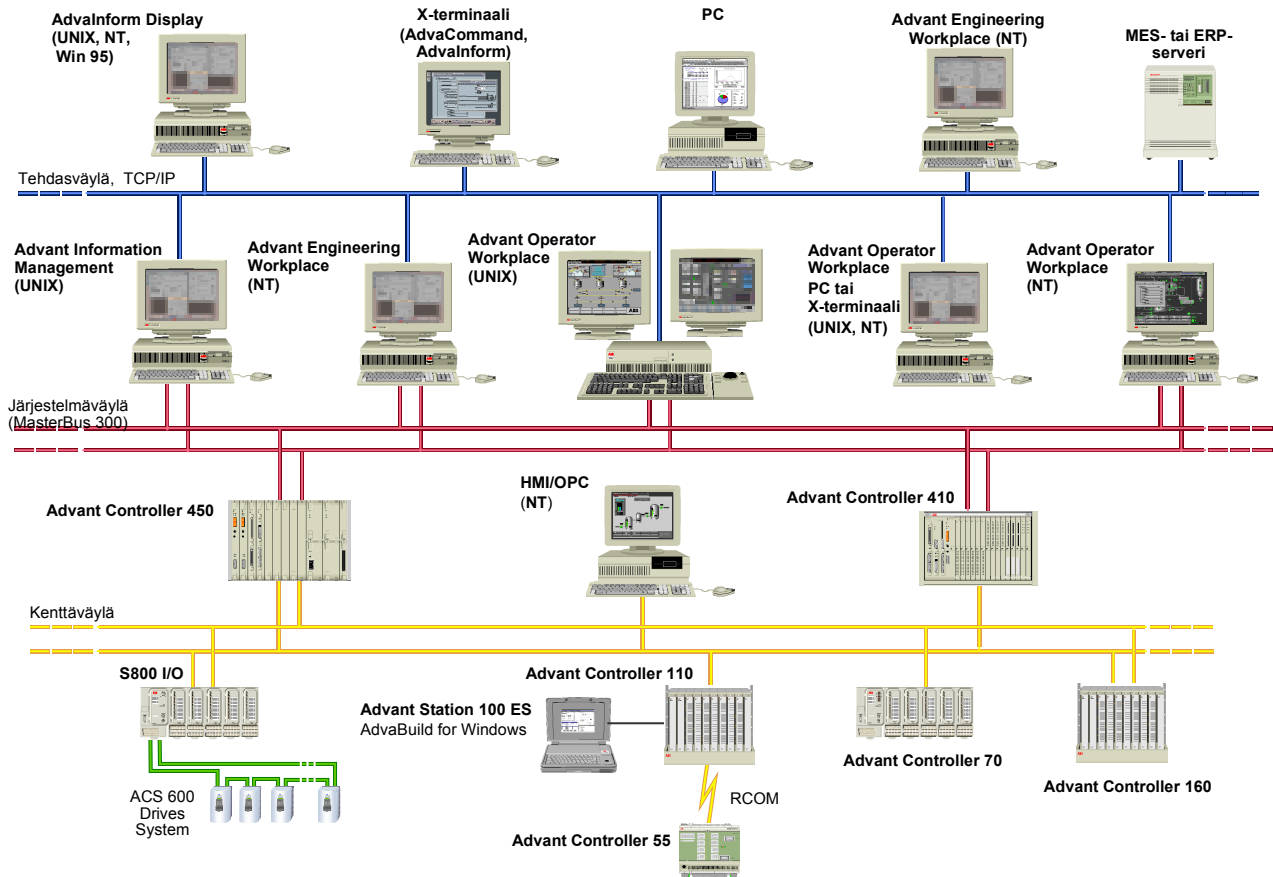 AdvaInform Display
(UNIX, NT,
Win 95)
X-terminaali
(AdvaCommand,
AdvaInform)
PC
Advant Engineering
Workplace (NT)
MES- tai ERP-
serveri
Tehdasväylä, TCP/IP
Advant Information
Management
(UNIX)
Advant Engineering
Workplace
(NT)
Advant Operator
Workplace
(UNIX)
Advant Operator
Workplace
PC tai
X-terminaali
(UNIX, NT)
Advant Operator
Workplace
(NT)
Järjestelmäväylä
(MasterBus 300)
Advant Controller 450
HMI/OPC
(NT)
Advant Controller 410
Kenttäväylä
S800 I/O
Advant Controller 110
Advant Station 100 ES
AdvaBuild for Windows
Advant Controller 70
Advant Controller 160
ACS 600
Drives
System
RCOM
Advant Controller 55